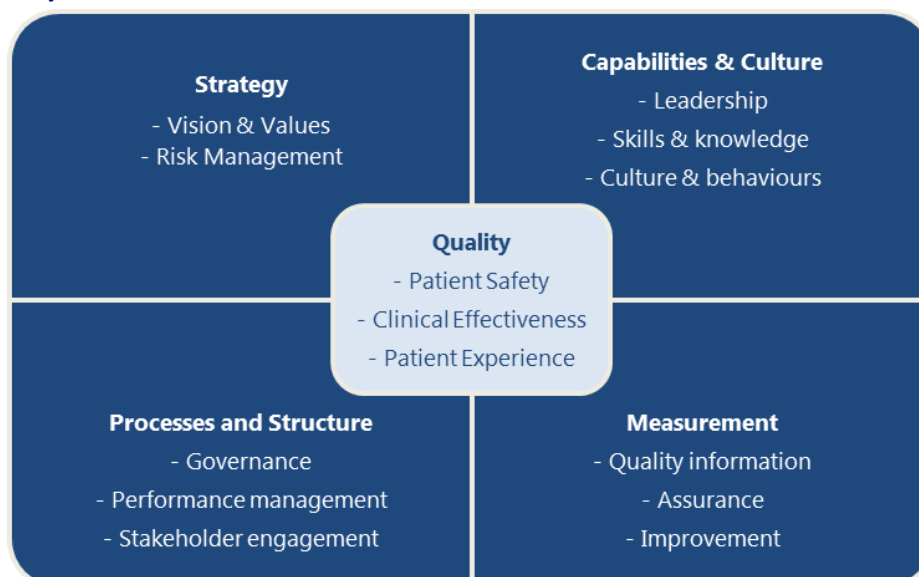 Strategy
- Vision & Values
- Risk Management
Capabilities & Culture
- Leadership
- Skills & knowledge
- Culture & behaviours
Quality
- Patient Safety
- Clinical Effectiveness
- Patient Experience
Processes and Structure
- Governance
- Performance management
- Stakeholder engagement
Measurement
- Quality information
- Assurance
- Improvement